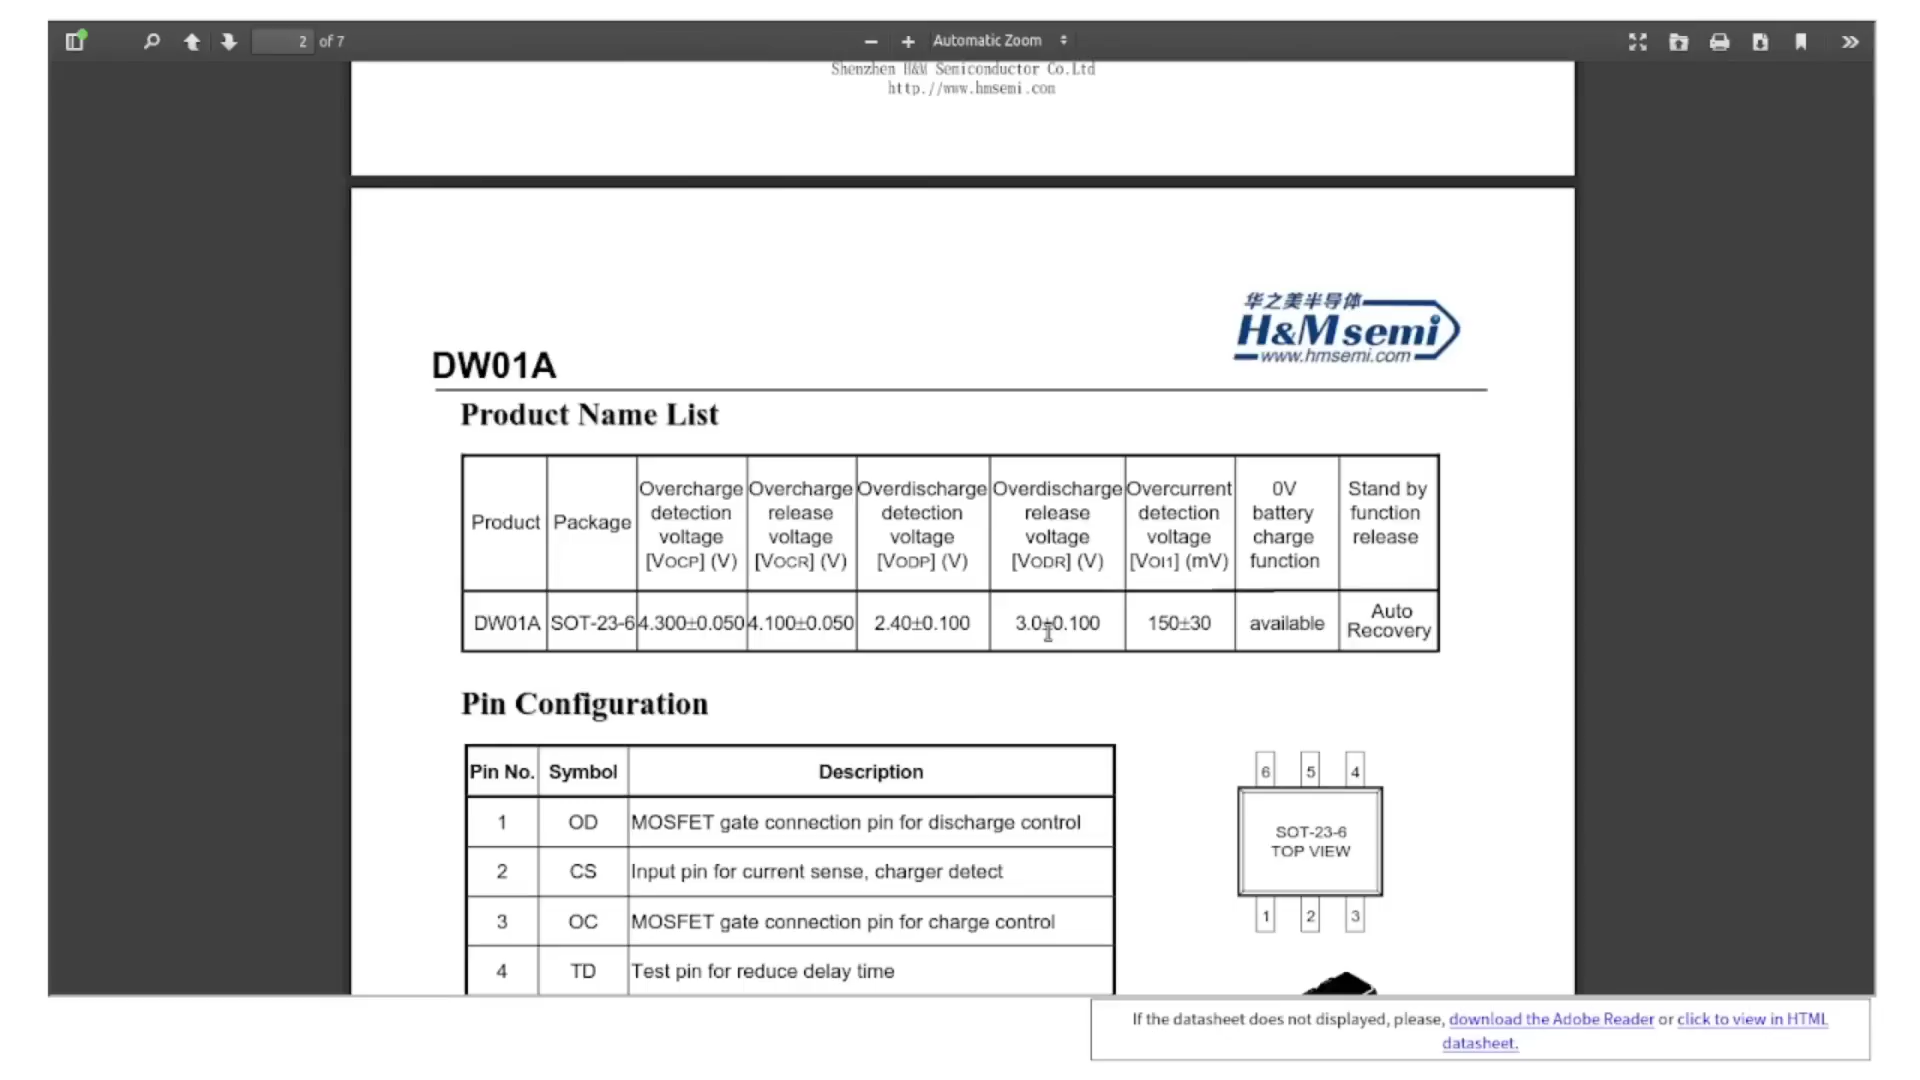 2 of 7
Automatic Zoom
Shenzhen H&M Semiconductor Co.Ltd
http.//www.hmsemi.com
华之美半导体
H&M semi
www.hmsemi.com
DW01A
Product Name List
Product Package Overcharge detection voltage [VOCP] (V) Overcharge release voltage [VOCR] (V) Overdischarge detection voltage [VODP] (V) Overdischarge release voltage [VODR] (V) Overcurrent detection voltage [VOI1] (mV) 0V battery charge function Stand by function release
DW01A SOT-23-6 4.300±0.050 4.100±0.050 2.40±0.100 3.0±0.100 150±30 available Auto Recovery
Pin Configuration
Pin No. Symbol Description
1 OD MOSFET gate connection pin for discharge control
2 CS Input pin for current sense, charger detect
3 OC MOSFET gate connection pin for charge control
4 TD Test pin for reduce delay time
6 5 4
SOT-23-6
TOP VIEW
1 2 3
If the datasheet does not displayed, please, download the Adobe Reader or click to view in HTML
datasheet.